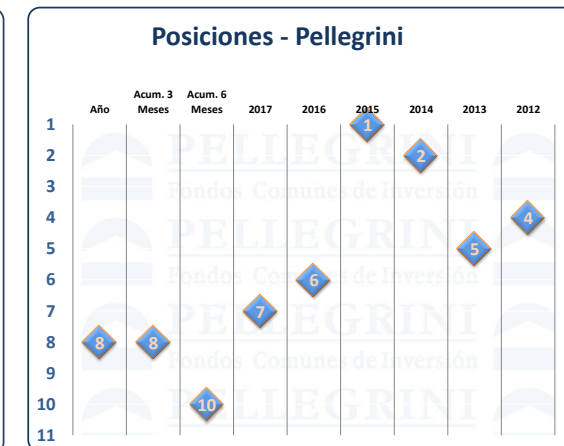 Posiciones - Pellegrini
Año Acum. 3 Meses Acum. 6 Meses 2017 2016 2015 2014 2013 2012
1
2
3
4
5
6
7
8
9
10
11
8 8 10 7 6 1 2 5 4
PELLEGRINI
Fondos Comunes de Inversión
PELLEGRINI
Fondos Comunes de Inversión
PELLEGRINI
Fondos Comunes de Inversión
PELLEGRINI